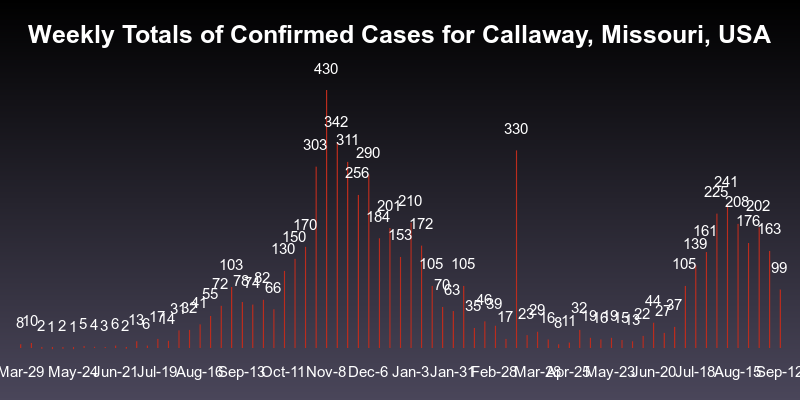 Weekly Totals of Confirmed Cases for Callaway, Missouri, USA
8 10 2 1 2 1 5 4 3 6 2 13 6 17 14 31 32 41 55 72 103 78 74 82 66 130 150 170 303 430 342 311 256 290 184 201 153 210 172 105 70 63 105 35 46 39 17 330 23 29 16 8 11 32 19 16 19 15 13 22 44 27 37 105 139 161 225 241 208 176 202 163 99
Mar-29 May-24 Jun-21 Jul-19 Aug-16 Sep-13 Oct-11 Nov-8 Dec-6 Jan-3 Jan-31 Feb-28 Mar-28 Apr-25 May-23 Jun-20 Jul-18 Aug-15 Sep-12